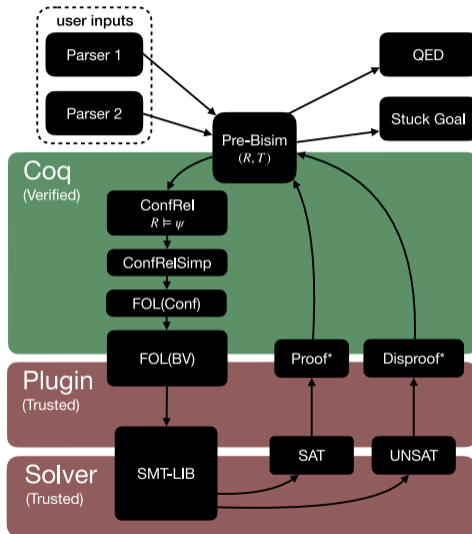 user inputs
Parser 1
QED
Parser 2
Stuck Goal
Pre-Bisim
(R, T)
Coq
(Verified)
ConfRel
R ⊨ ψ
ConfRelSimp
FOL(Conf)
FOL(BV)
Proof*
Disproof*
Plugin
(Trusted)
SMT-LIB
SAT
UNSAT
Solver
(Trusted)